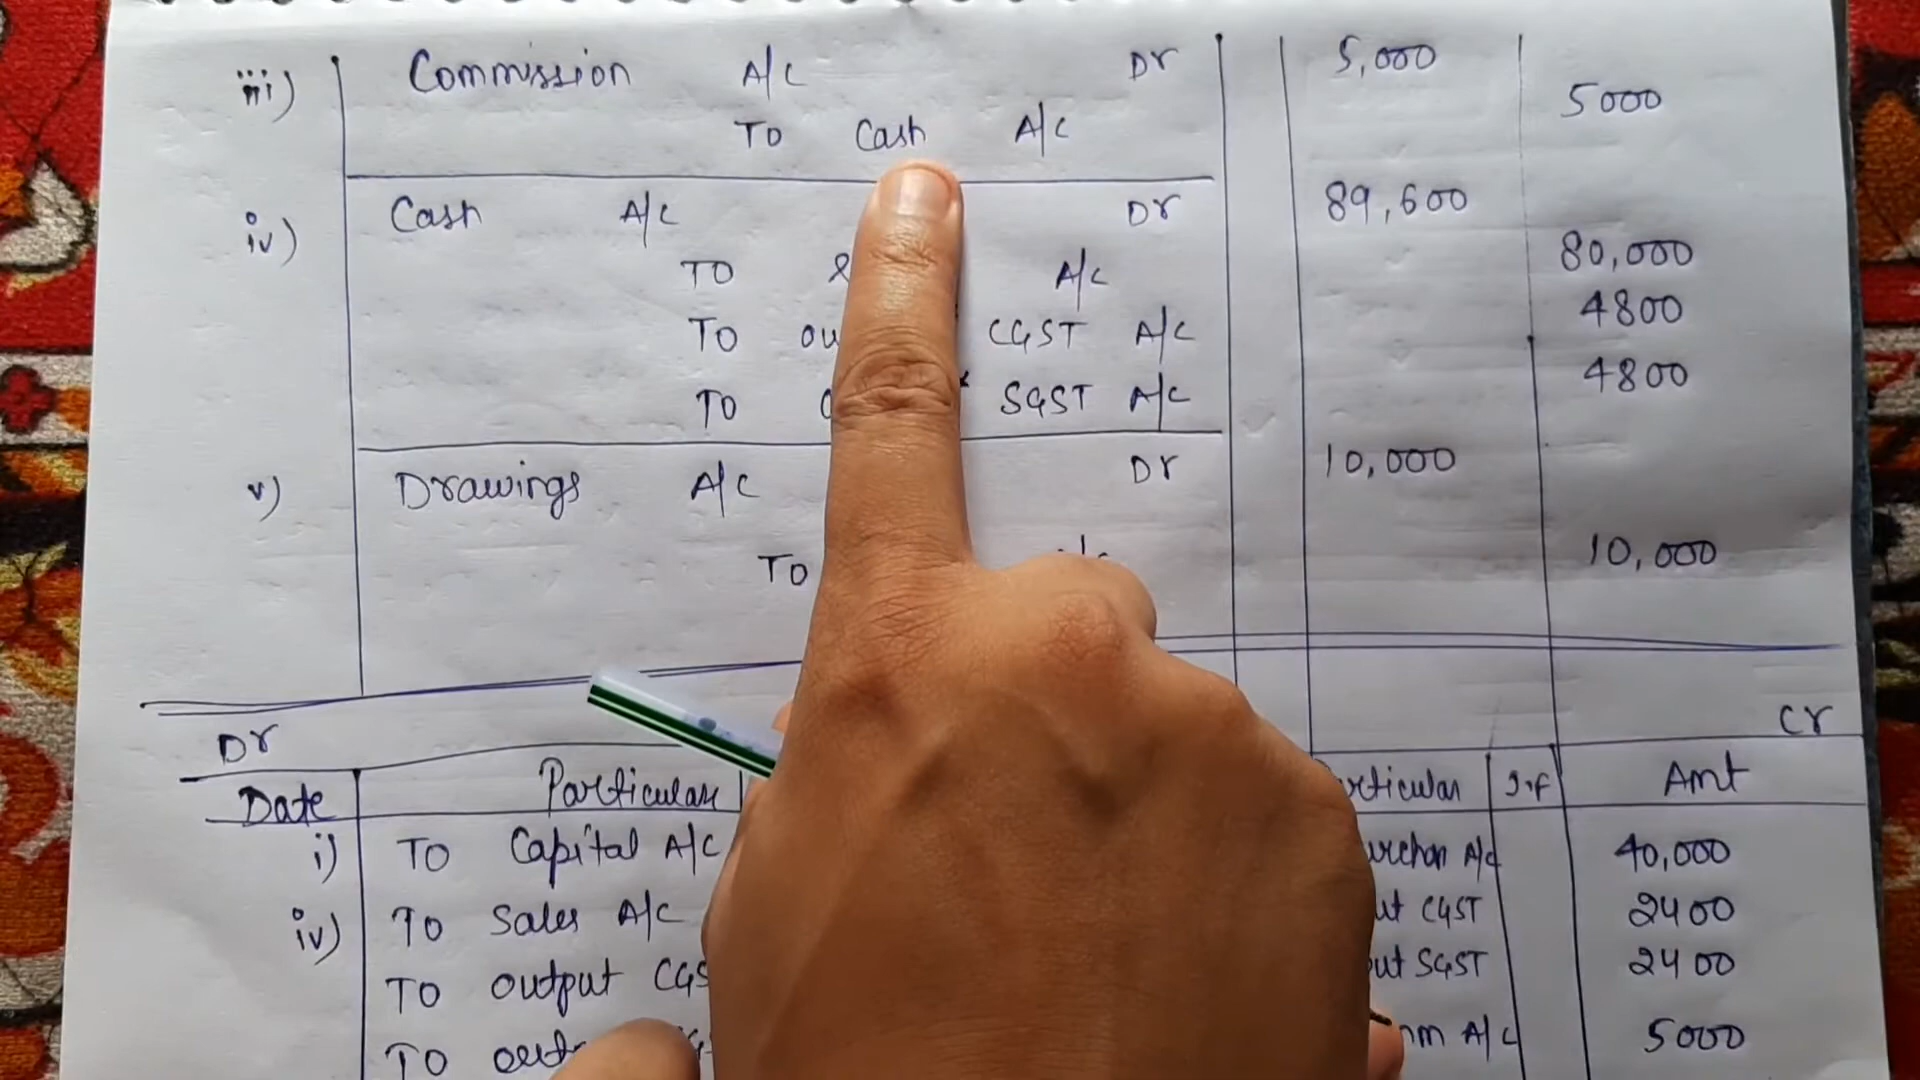 iii) Commission A/C Dr 5,000
To Cash A/C 5000
iv) Cash A/C Dr 89,600
To A/C 80,000
To CGST A/C 4800
To SGST A/C 4800
v) Drawings A/C Dr 10,000
To 10,000
Dr Cr
Date Particulars J.F Amt
i) To Capital A/C 40,000
iv) To Sales A/C CGST 2400
To output SGST 2400
To A/C 5000